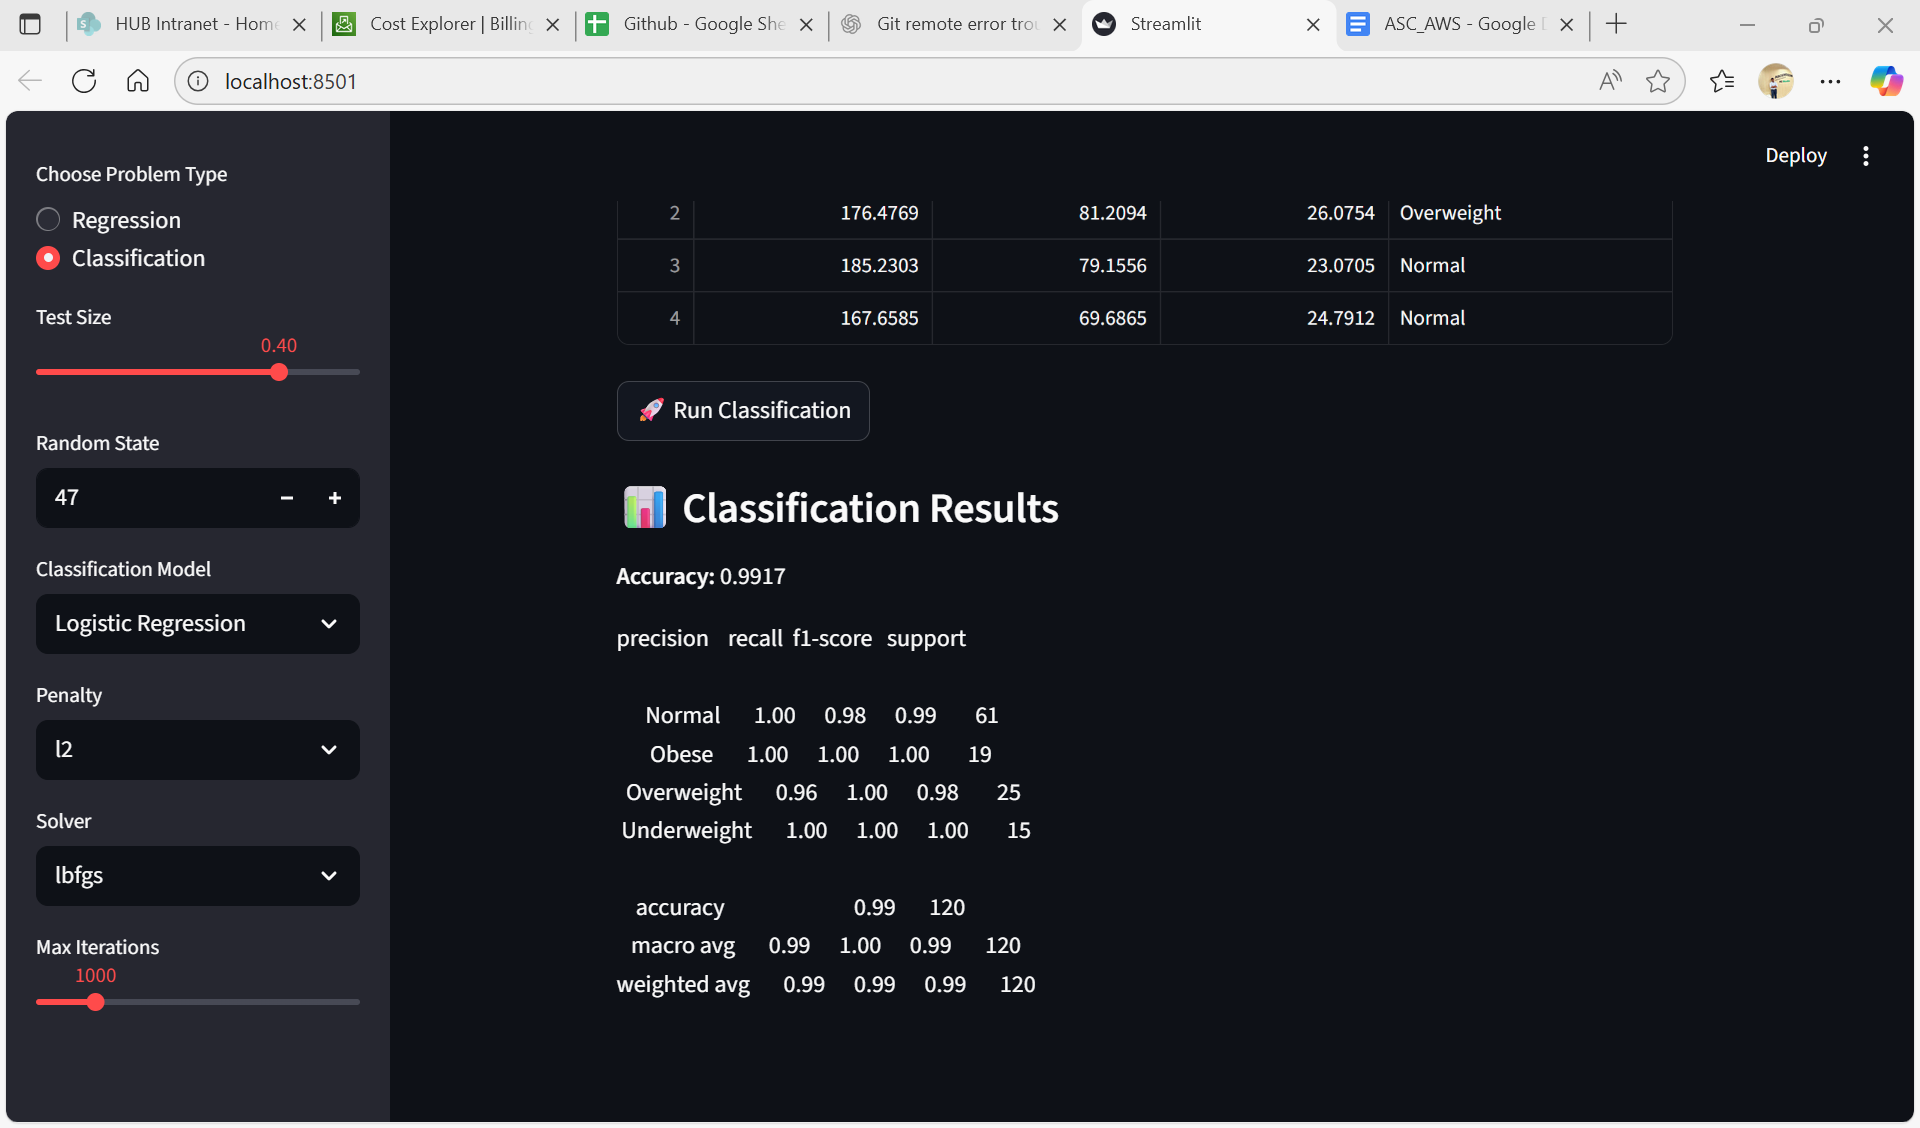 HUB Intranet - Home
Cost Explorer | Billing
Github - Google She
Git remote error trou
Streamlit
ASC_AWS - Google D
localhost:8501
Deploy
Choose Problem Type
Regression
Classification
Test Size
0.40
Random State
47
Classification Model
Logistic Regression
Penalty
l2
Solver
lbfgs
Max Iterations
1000
2 176.4769 81.2094 26.0754 Overweight
3 185.2303 79.1556 23.0705 Normal
4 167.6585 69.6865 24.7912 Normal
🚀 Run Classification
📊 Classification Results
Accuracy: 0.9917
precision recall f1-score support
Normal 1.00 0.98 0.99 61
Obese 1.00 1.00 1.00 19
Overweight 0.96 1.00 0.98 25
Underweight 1.00 1.00 1.00 15
accuracy 0.99 120
macro avg 0.99 1.00 0.99 120
weighted avg 0.99 0.99 0.99 120